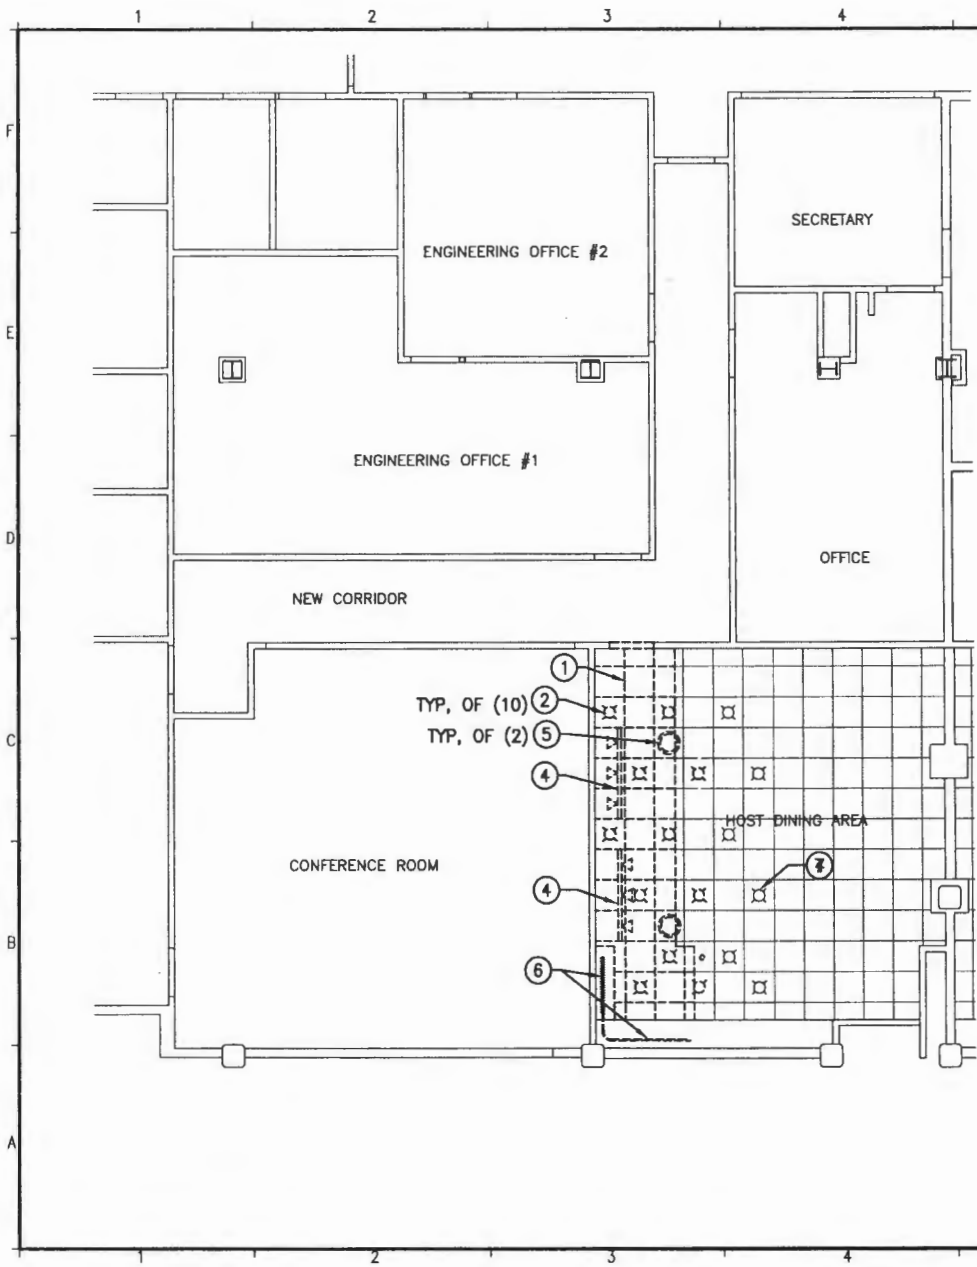 1 2 3 4
F
SECRETARY
ENGINEERING OFFICE #2
E
ENGINEERING OFFICE #1
D
OFFICE
NEW CORRIDOR
1
TYP. OF (10) 2
C
TYP. OF (2) 5
4
HOST DINING AREA
CONFERENCE ROOM
4
B
6
A
1 2 3 4